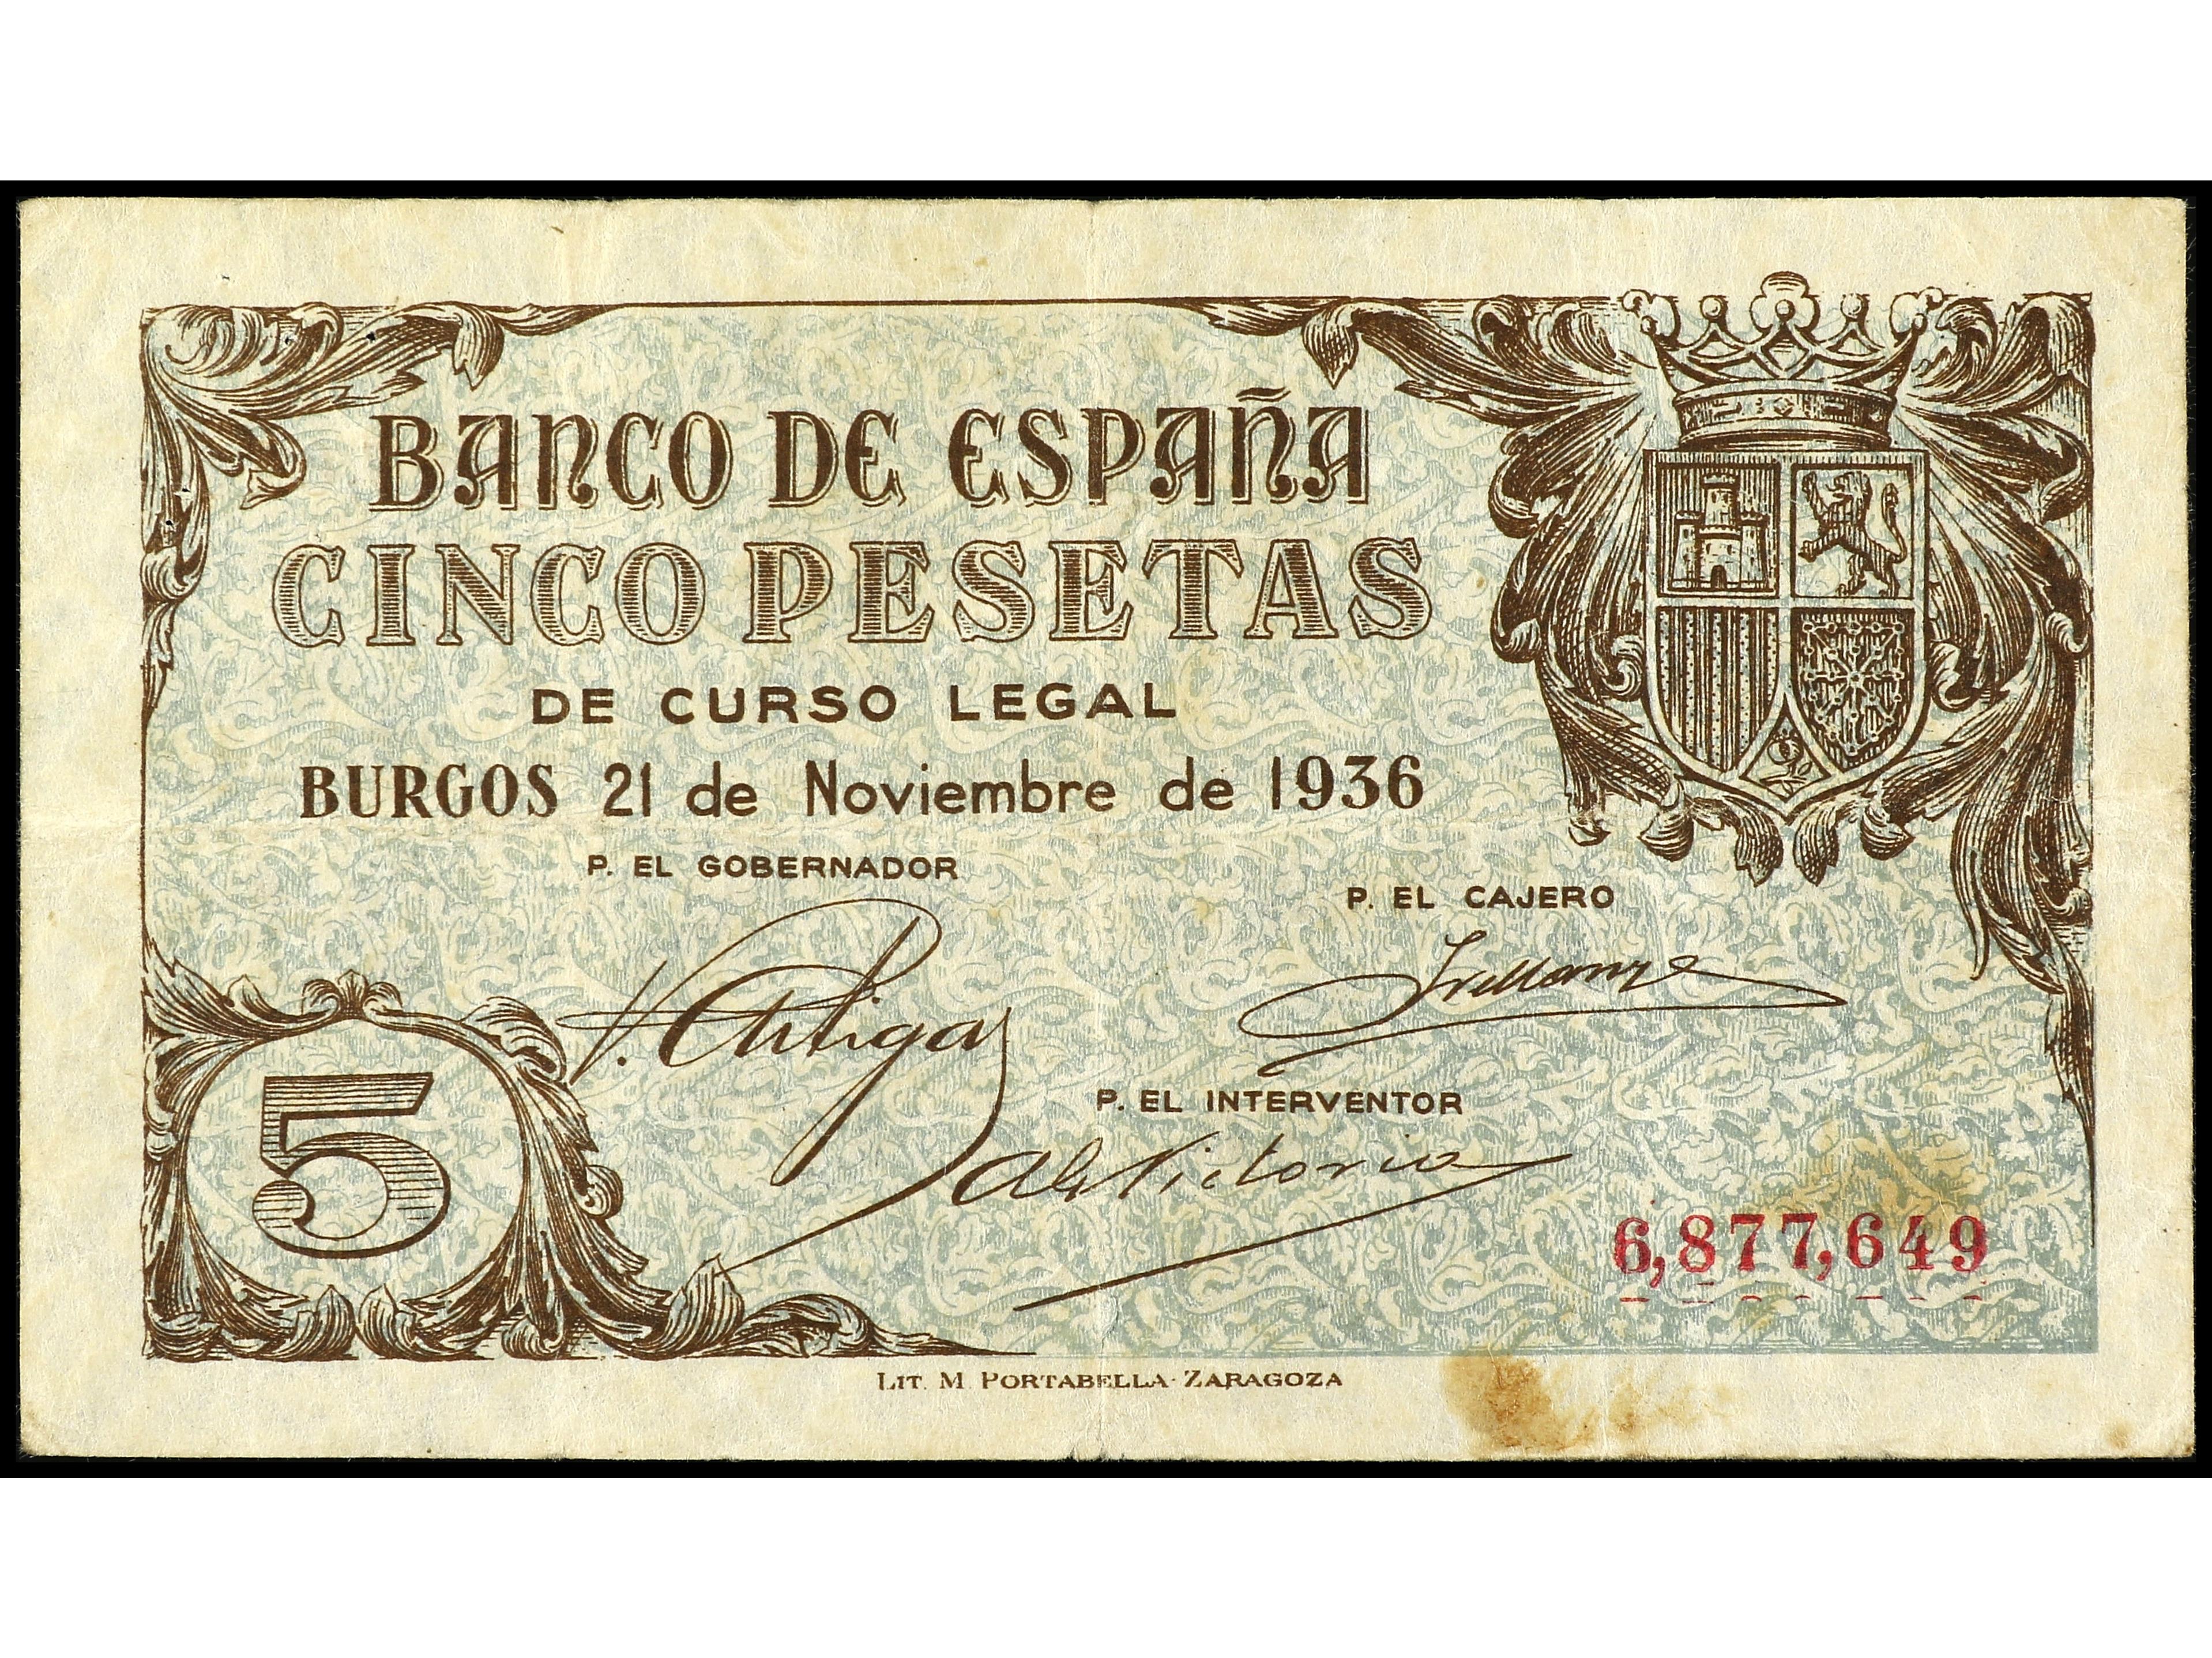 BANCO DE ESPAÑA
CINCO PESETAS
DE CURSO LEGAL
BURGOS 21 de Noviembre de 1936
P. EL GOBERNADOR
P. EL CAJERO
P. EL INTERVENTOR
5
6,877,649
LIT. M. PORTABELLA-ZARAGOZA